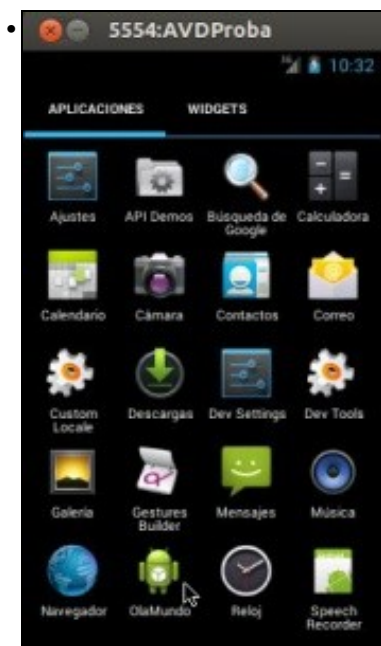 5554:AVDProba
3G 10:32
APLICACIONES WIDGETS
Ajustes API Demos Búsqueda de Google Calculadora
Calendario Cámara Contactos Correo
Custom Locale Descargas Dev Settings Dev Tools
Galería Gestures Builder Mensajes Música
Navegador OlaMundo Reloj Speech Recorder